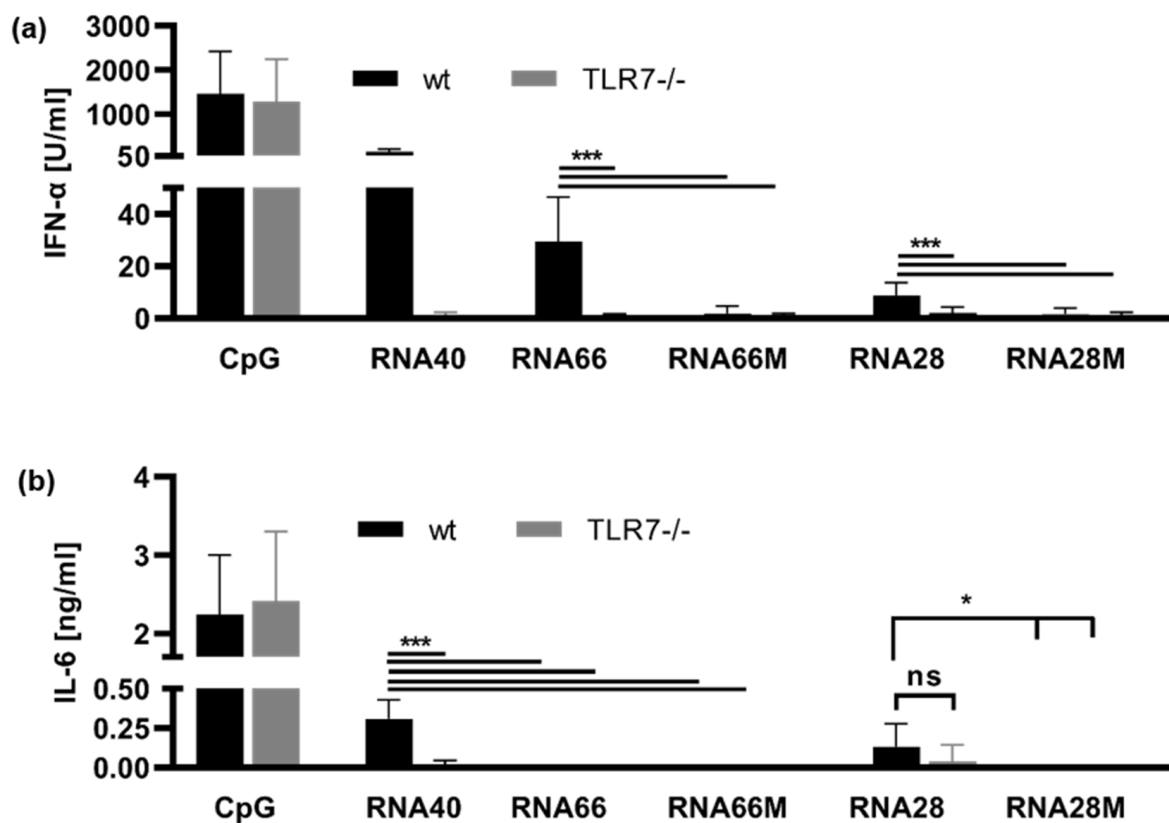 (a)
IFN-α [U/ml]
3000
2000
1000
50
40
20
0
wt TLR7-/-
***
***
CpG RNA40 RNA66 RNA66M RNA28 RNA28M
(b)
IL-6 [ng/ml]
4
3
2
0.50
0.25
0.00
wt TLR7-/-
***
*
ns
CpG RNA40 RNA66 RNA66M RNA28 RNA28M